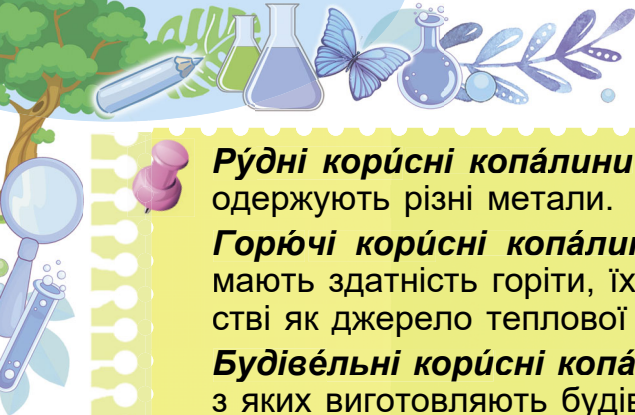 Ру́дні кори́сні копа́лини
одержують різні метали.
Горю́чі кори́сні копа́ли
мають здатність горіти, їх
стві як джерело теплової
Будіве́льні кори́сні копа́
з яких виготовляють будів